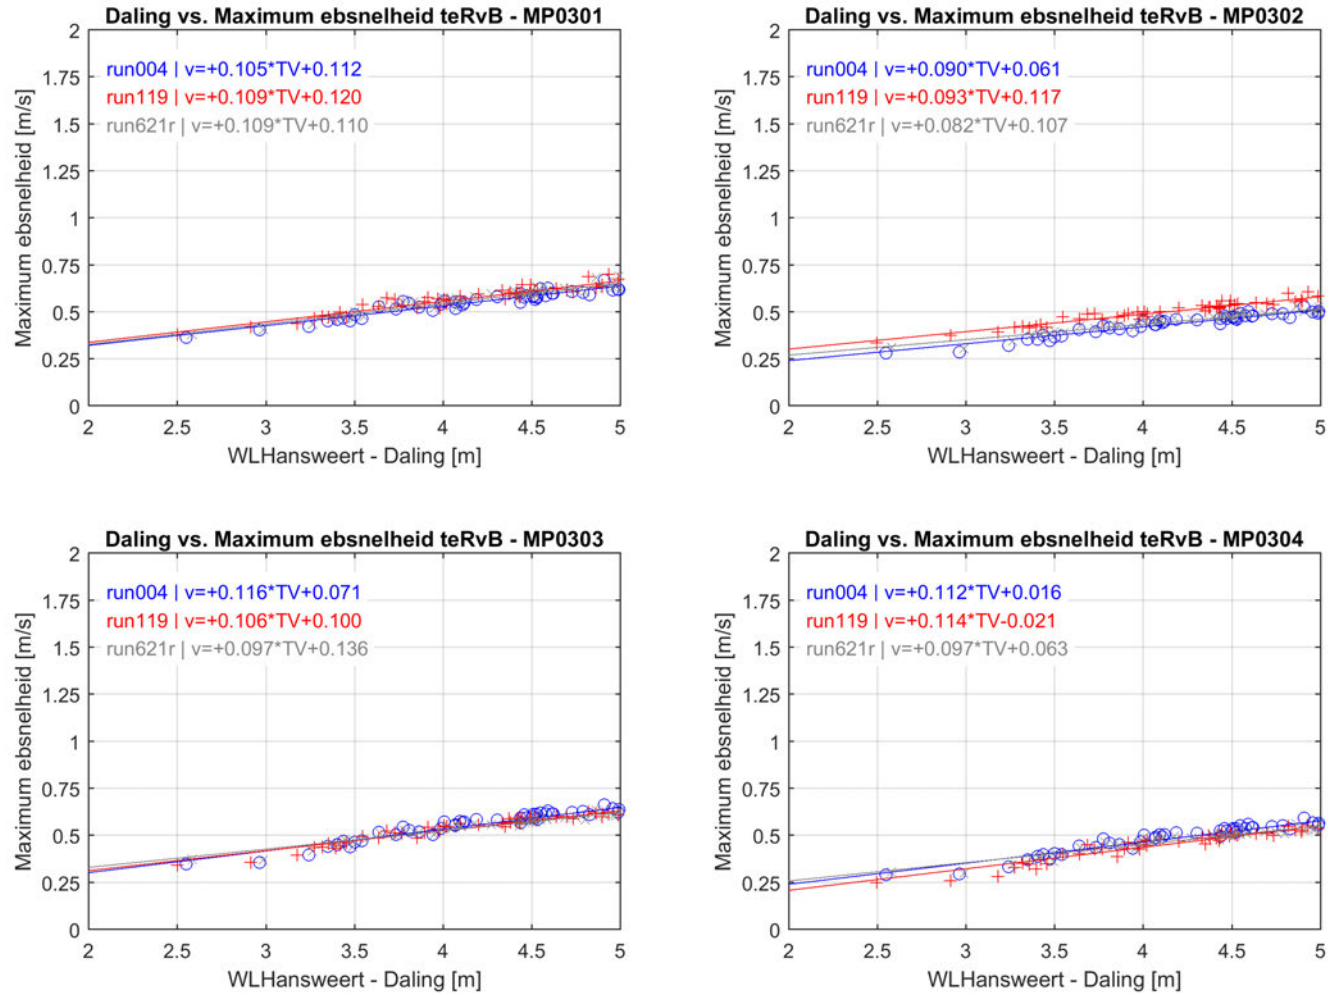 Daling vs. Maximum ebsnelheid teRvB - MP0301
2
1.75
1.5
1.25
1
0.75
0.5
0.25
0
Maximum ebsnelheid [m/s]
run004 | v=+0.105*TV+0.112
run119 | v=+0.109*TV+0.120
run621r | v=+0.109*TV+0.110
2 2.5 3 3.5 4 4.5 5
WLHansweert - Daling [m]
Daling vs. Maximum ebsnelheid teRvB - MP0302
2
1.75
1.5
1.25
1
0.75
0.5
0.25
0
Maximum ebsnelheid [m/s]
run004 | v=+0.090*TV+0.061
run119 | v=+0.093*TV+0.117
run621r | v=+0.082*TV+0.107
2 2.5 3 3.5 4 4.5 5
WLHansweert - Daling [m]
Daling vs. Maximum ebsnelheid teRvB - MP0303
2
1.75
1.5
1.25
1
0.75
0.5
0.25
0
Maximum ebsnelheid [m/s]
run004 | v=+0.116*TV+0.071
run119 | v=+0.106*TV+0.100
run621r | v=+0.097*TV+0.136
2 2.5 3 3.5 4 4.5 5
WLHansweert - Daling [m]
Daling vs. Maximum ebsnelheid teRvB - MP0304
2
1.75
1.5
1.25
1
0.75
0.5
0.25
0
Maximum ebsnelheid [m/s]
run004 | v=+0.112*TV+0.016
run119 | v=+0.114*TV-0.021
run621r | v=+0.097*TV+0.063
2 2.5 3 3.5 4 4.5 5
WLHansweert - Daling [m]